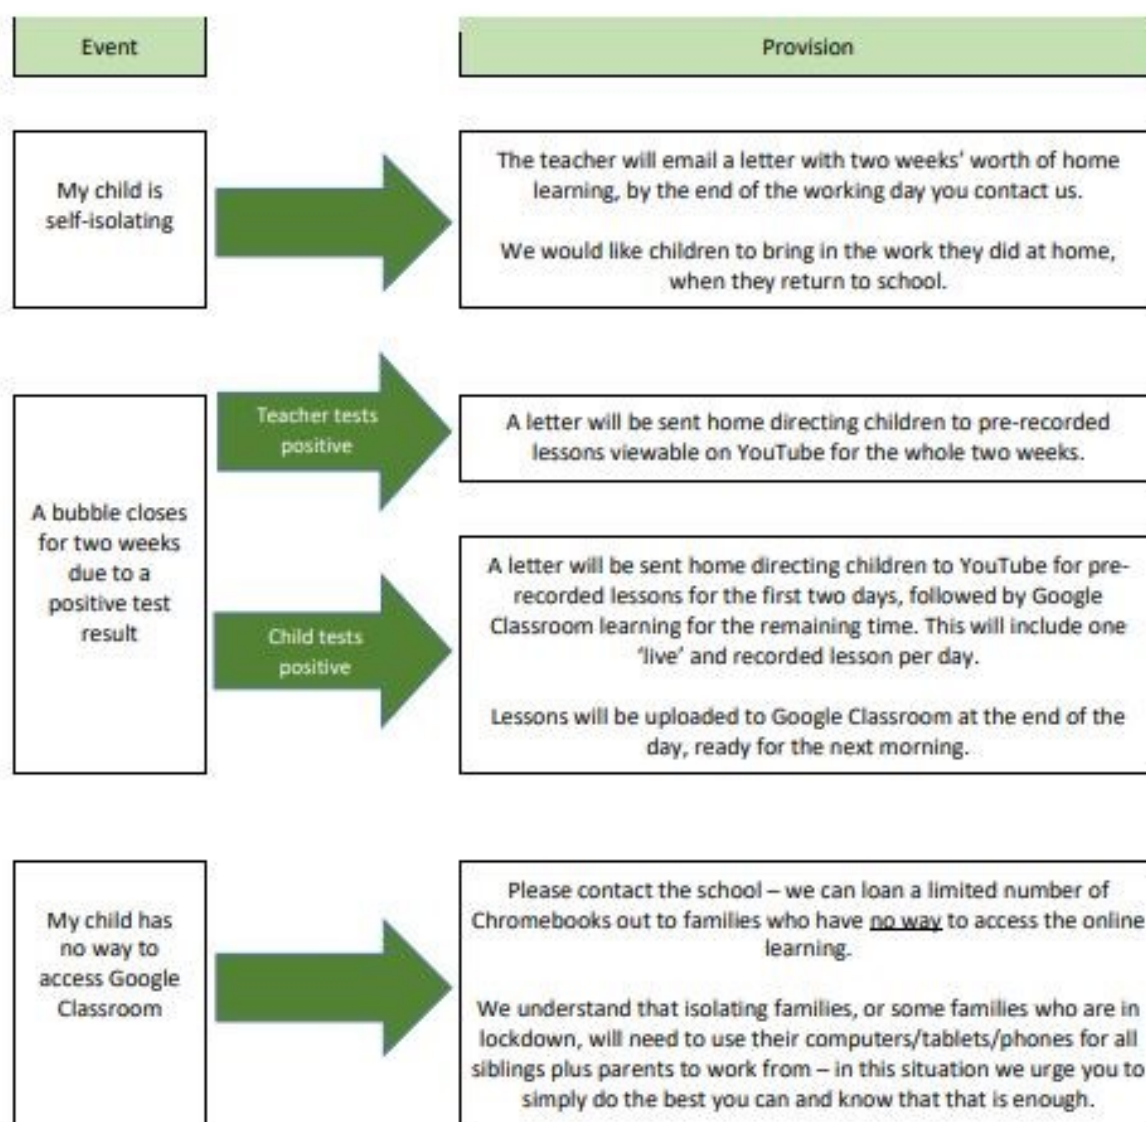 Event
Provision
My child is
self-isolating
The teacher will email a letter with two weeks' worth of home
learning, by the end of the working day you contact us.
We would like children to bring in the work they did at home,
when they return to school.
A bubble closes
for two weeks
due to a
positive test
result
Teacher tests
positive
A letter will be sent home directing children to pre-recorded
lessons viewable on YouTube for the whole two weeks.
Child tests
positive
A letter will be sent home directing children to YouTube for pre-
recorded lessons for the first two days, followed by Google
Classroom learning for the remaining time. This will include one
'live' and recorded lesson per day.
Lessons will be uploaded to Google Classroom at the end of the
day, ready for the next morning.
My child has
no way to
access Google
Classroom
Please contact the school – we can loan a limited number of
Chromebooks out to families who have no way to access the online
learning.
We understand that isolating families, or some families who are in
lockdown, will need to use their computers/tablets/phones for all
siblings plus parents to work from – in this situation we urge you to
simply do the best you can and know that that is enough.